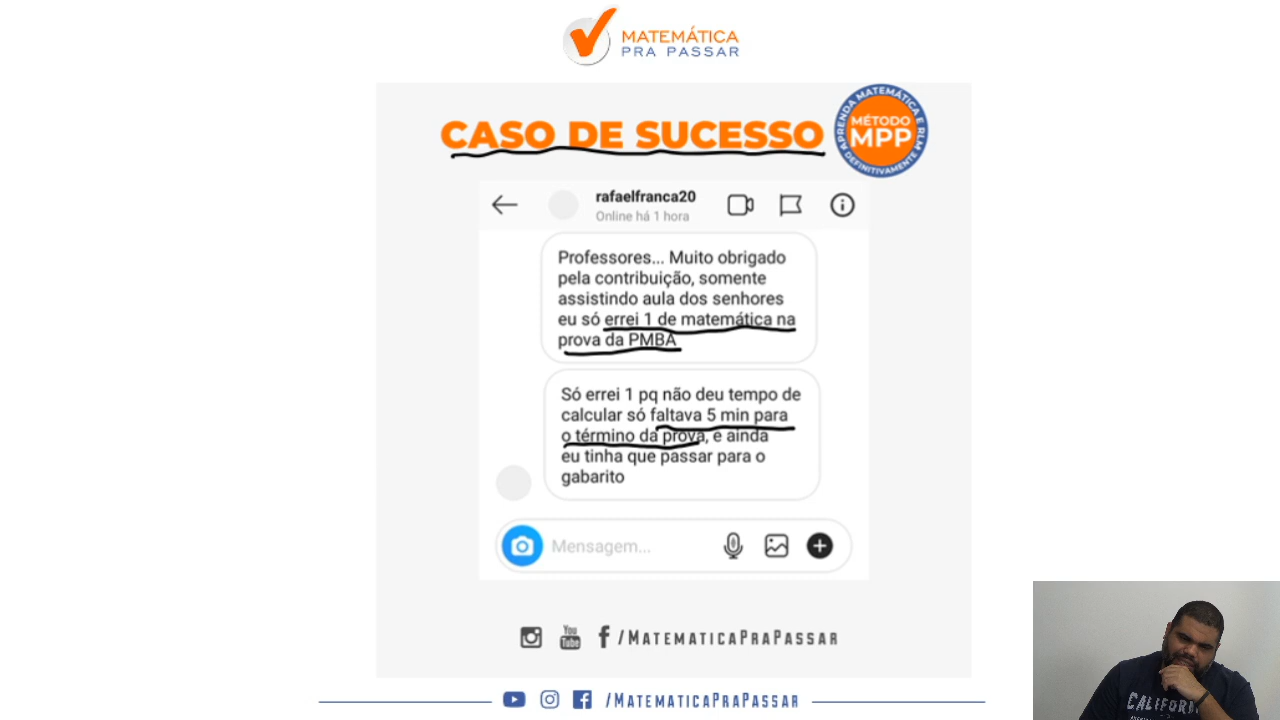 MATEMÁTICA
PRA PASSAR
CASO DE SUCESSO
APRENDA MATEMÁTICA E RLM
MÉTODO
MPP
DEFINITIVAMENTE
rafaelfranca20
Online há 1 hora
Professores... Muito obrigado
pela contribuição, somente
assistindo aula dos senhores
eu só errei 1 de matemática na
prova da PMBA
Só errei 1 pq não deu tempo de
calcular só faltava 5 min para
o término da prova, e ainda
eu tinha que passar para o
gabarito
Mensagem...
You
Tube
/MATEMATICAPRAPASSAR
/MATEMATICAPRAPASSAR